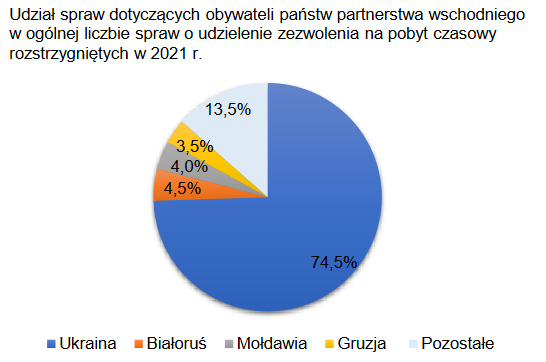 Udział spraw dotyczących obywateli państw partnerstwa wschodniego
w ogólnej liczbie spraw o udzielenie zezwolenia na pobyt czasowy
rozstrzygniętych w 2021 r.
13,5%
3,5%
4,0%
4,5%
74,5%
Ukraina Białoruś Mołdawia Gruzja Pozostałe